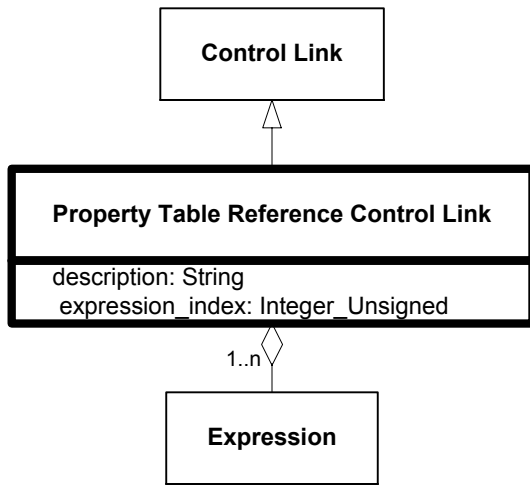 Control Link
Property Table Reference Control Link
description: String
expression_index: Integer_Unsigned
1..n
Expression